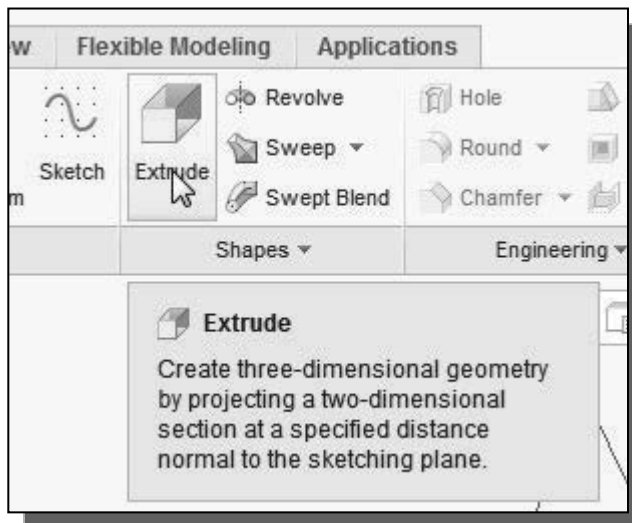 w Flexible Modeling Applications
Revolve Hole
Sketch Extrude Sweep Round
m Swept Blend Chamfer
Shapes Engineering
Extrude
Create three-dimensional geometry
by projecting a two-dimensional
section at a specified distance
normal to the sketching plane.